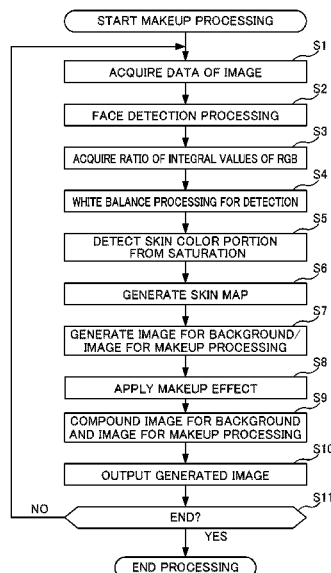 START MAKEUP PROCESSING
S1
ACQUIRE DATA OF IMAGE
S2
FACE DETECTION PROCESSING
S3
ACQUIRE RATIO OF INTEGRAL VALUES OF RGB
S4
WHITE BALANCE PROCESSING FOR DETECTION
S5
DETECT SKIN COLOR PORTION
FROM SATURATION
S6
GENERATE SKIN MAP
S7
GENERATE IMAGE FOR BACKGROUND/
IMAGE FOR MAKEUP PROCESSING
S8
APPLY MAKEUP EFFECT
S9
COMPOUND IMAGE FOR BACKGROUND
AND IMAGE FOR MAKEUP PROCESSING
S10
OUTPUT GENERATED IMAGE
S11
NO
END?
YES
END PROCESSING